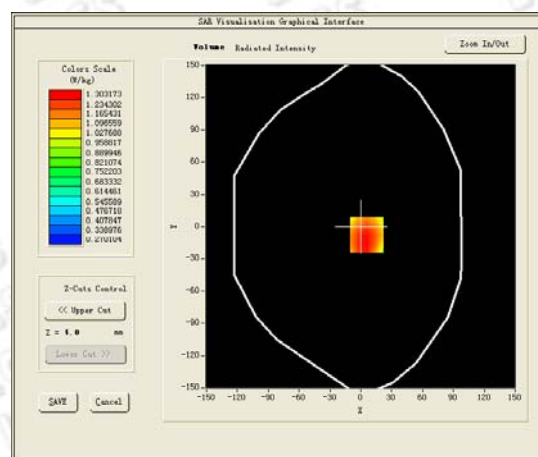 SAR Visualisation Graphical Interface
Volume Radiated Intensity
Zoom In/Out
Colors Scale
(W/kg)
1.303173
1.234302
1.165431
1.096559
1.027688
0.958817
0.889946
0.821074
0.752203
0.683332
0.614461
0.545589
0.476718
0.407847
0.338976
0.270104
Z-Cuts Control
<< Upper Cut
Z = 4.0 mm
Lower Cut >>
SAVE Cancel
150-
120-
90-
60-
30-
Y 0-
-30-
-60-
-90-
-120-
-150-
-150 -120 -90 -60 -30 0 30 60 90 120 150
X